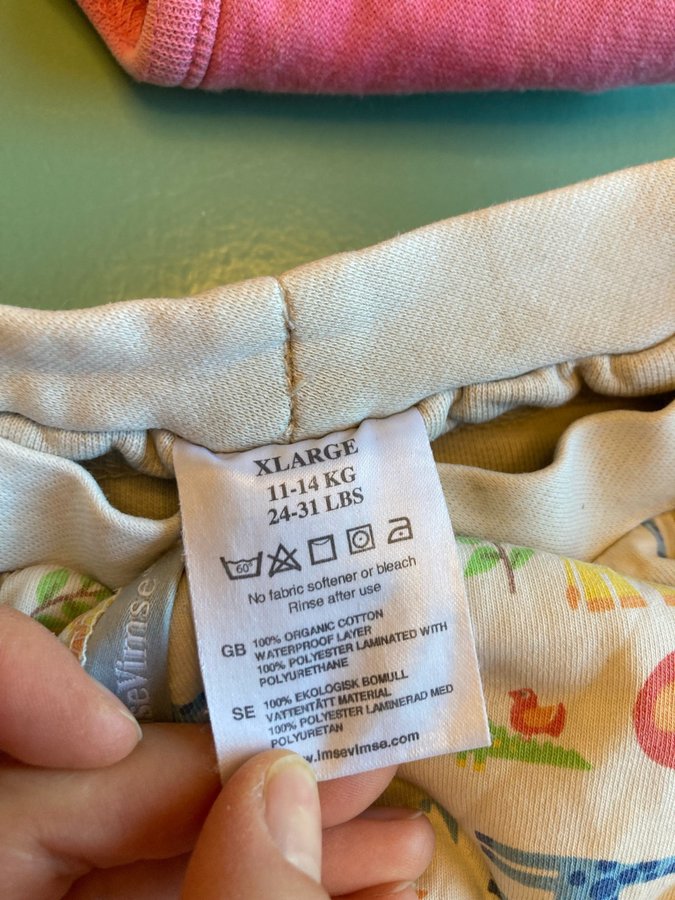 XLARGE
11-14 KG
24-31 LBS
60°
No fabric softener or bleach
Rinse after use
GB 100% ORGANIC COTTON
WATERPROOF LAYER
100% POLYESTER LAMINATED WITH
POLYURETHANE
SE 100% EKOLOGISK BOMULL
VATTENTÄTT MATERIAL
100% POLYESTER LAMINERAD MED
POLYURETAN
w.imsevimse.com
seVimse